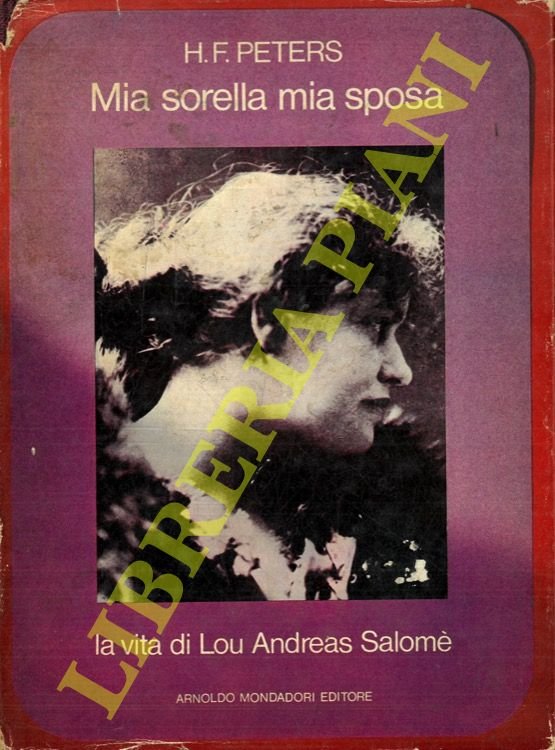 H. F. PETERS
Mia sorella mia sposa
LIBRERIA PIANI
la vita di Lou Andreas Salomè
ARNOLDO MONDADORI EDITORE